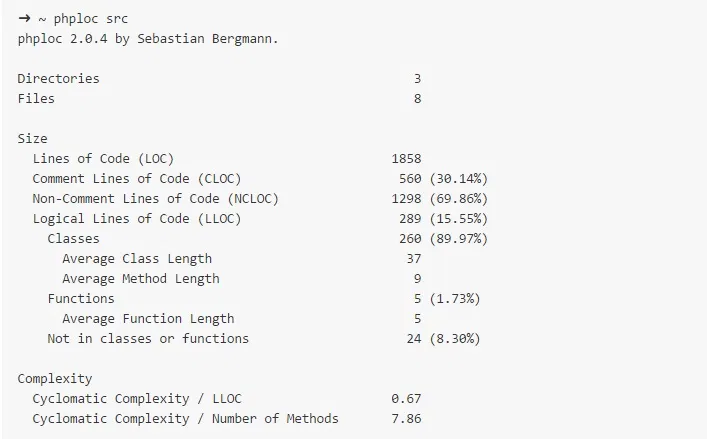 ➜ ~ phploc src
phploc 2.0.4 by Sebastian Bergmann.
Directories 3
Files 8
Size
Lines of Code (LOC) 1858
Comment Lines of Code (CLOC) 560 (30.14%)
Non-Comment Lines of Code (NCLOC) 1298 (69.86%)
Logical Lines of Code (LLOC) 289 (15.55%)
Classes 260 (89.97%)
Average Class Length 37
Average Method Length 9
Functions 5 (1.73%)
Average Function Length 5
Not in classes or functions 24 (8.30%)
Complexity
Cyclomatic Complexity / LLOC 0.67
Cyclomatic Complexity / Number of Methods 7.86